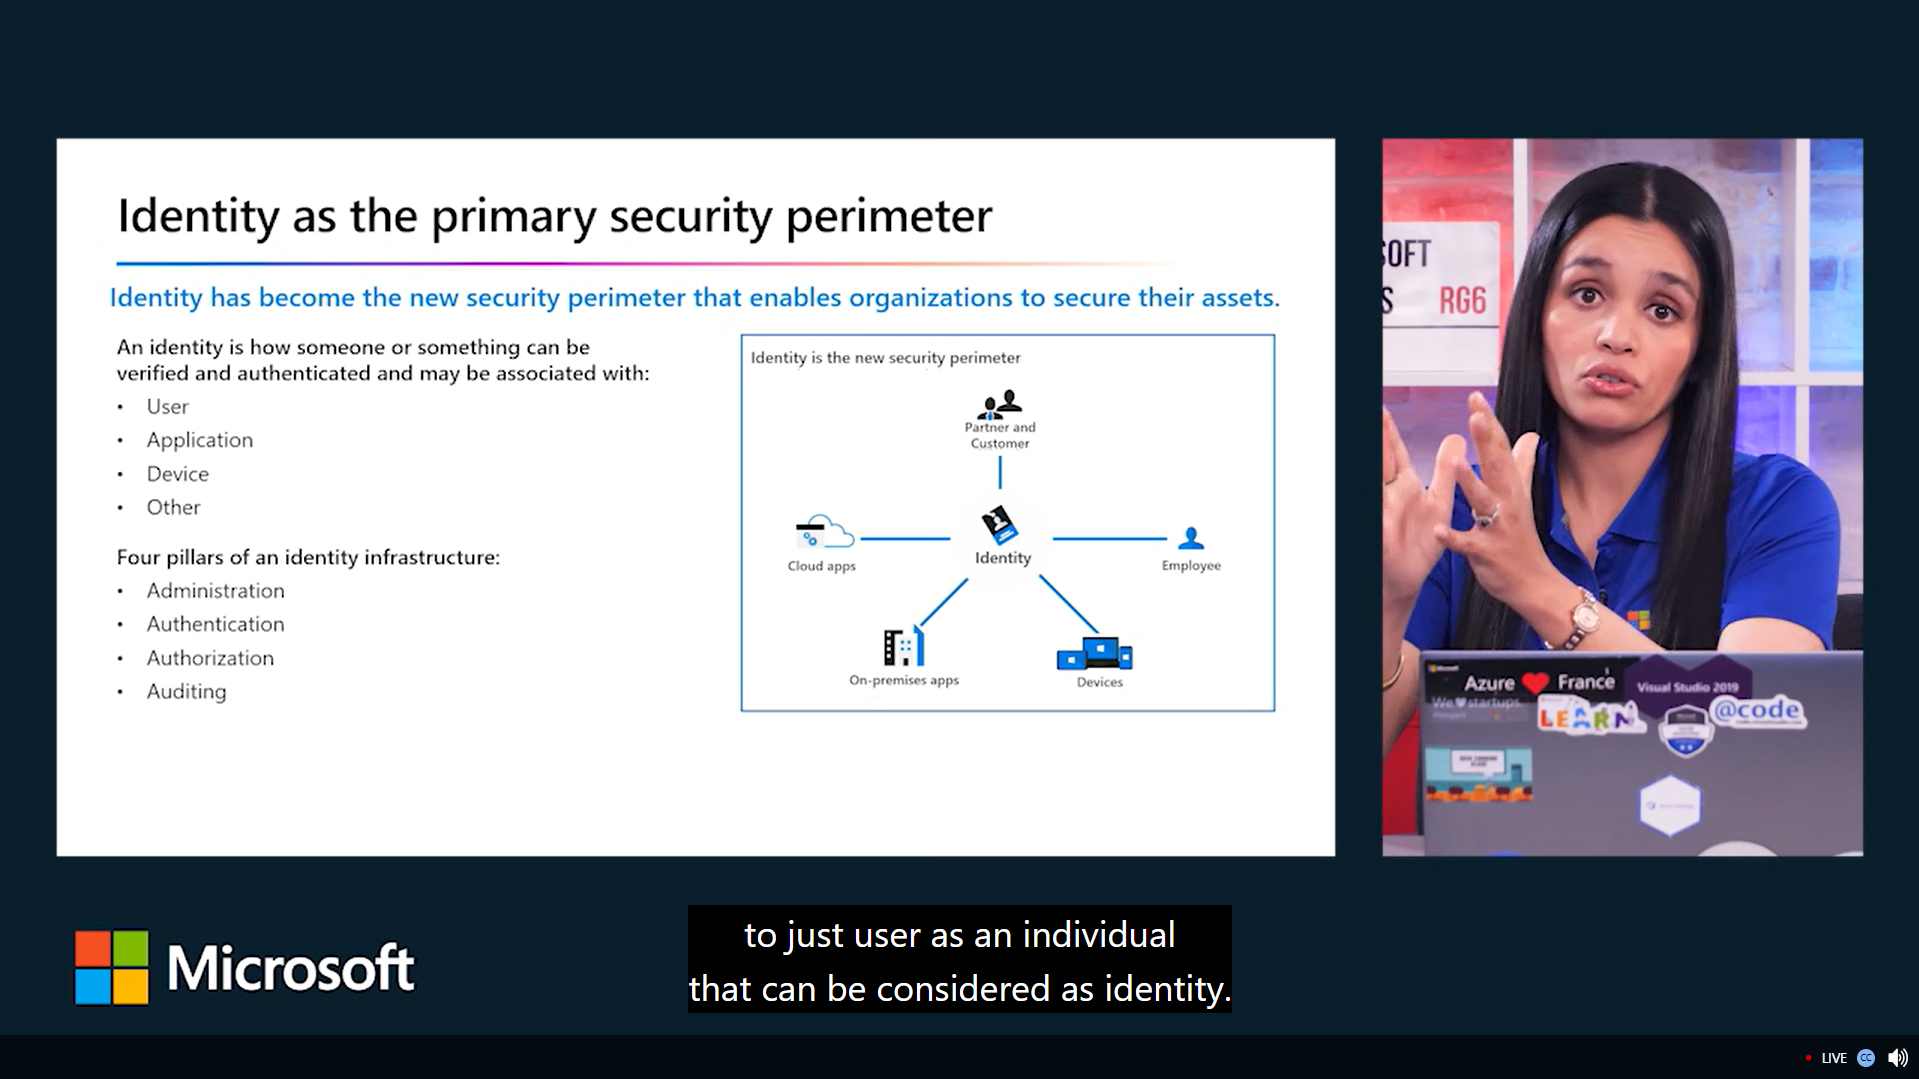 Identity as the primary security perimeter
Identity has become the new security perimeter that enables organizations to secure their assets.
An identity is how someone or something can be
verified and authenticated and may be associated with:
• User
• Application
• Device
• Other
Four pillars of an identity infrastructure:
• Administration
• Authentication
• Authorization
• Auditing
Identity is the new security perimeter
Partner and
Customer
Cloud apps
Identity
Employee
On-premises apps
Devices
SOFT
S RG6
Microsoft
Azure ❤ France
We ❤ startups
Visual Studio 2019
LEARN
@code
Microsoft
to just user as an individual
that can be considered as identity.
LIVE
CC